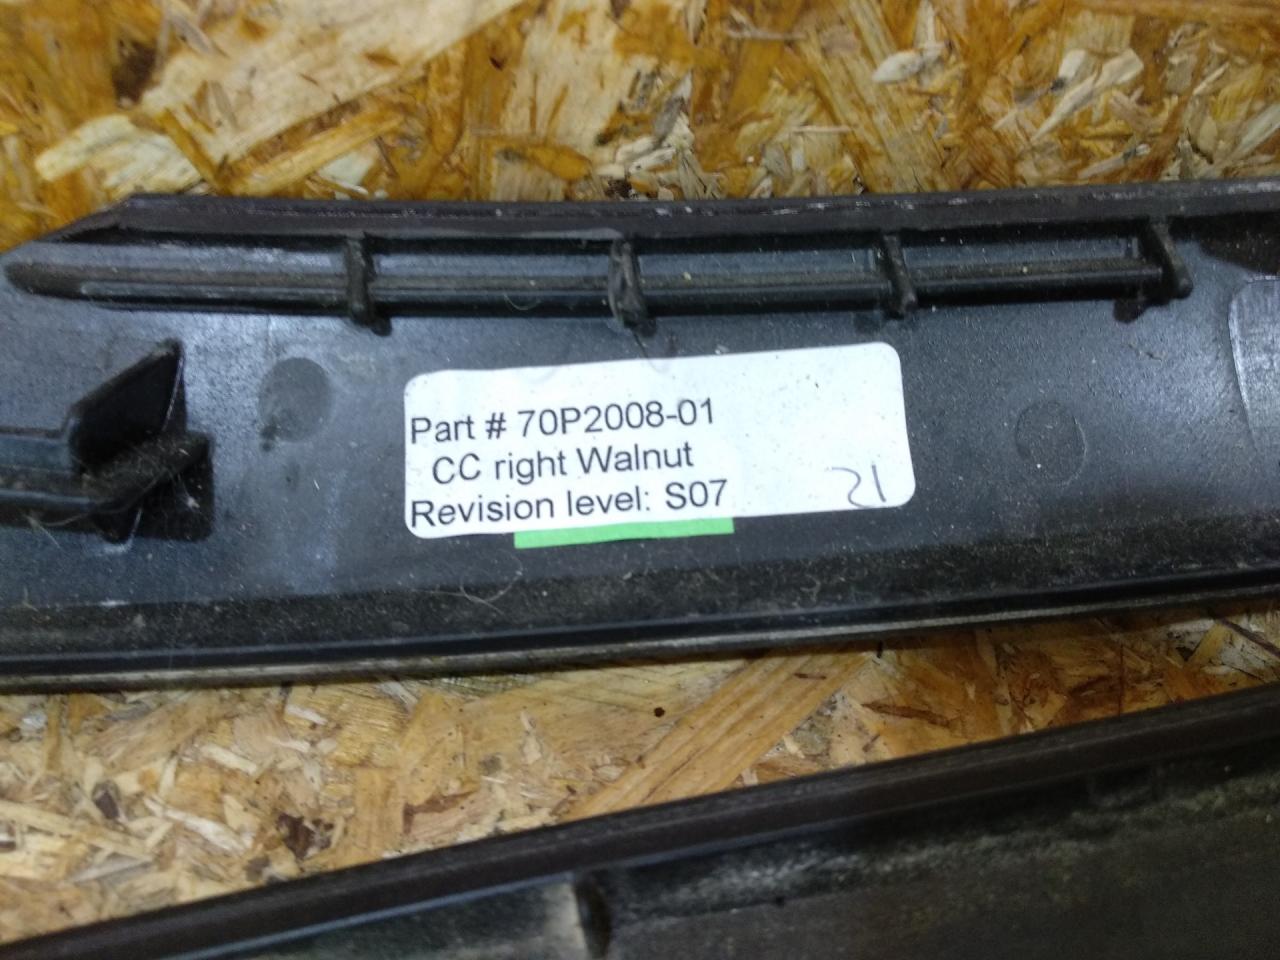 Part # 70P2008-01
CC right Walnut
Revision level: S07
21